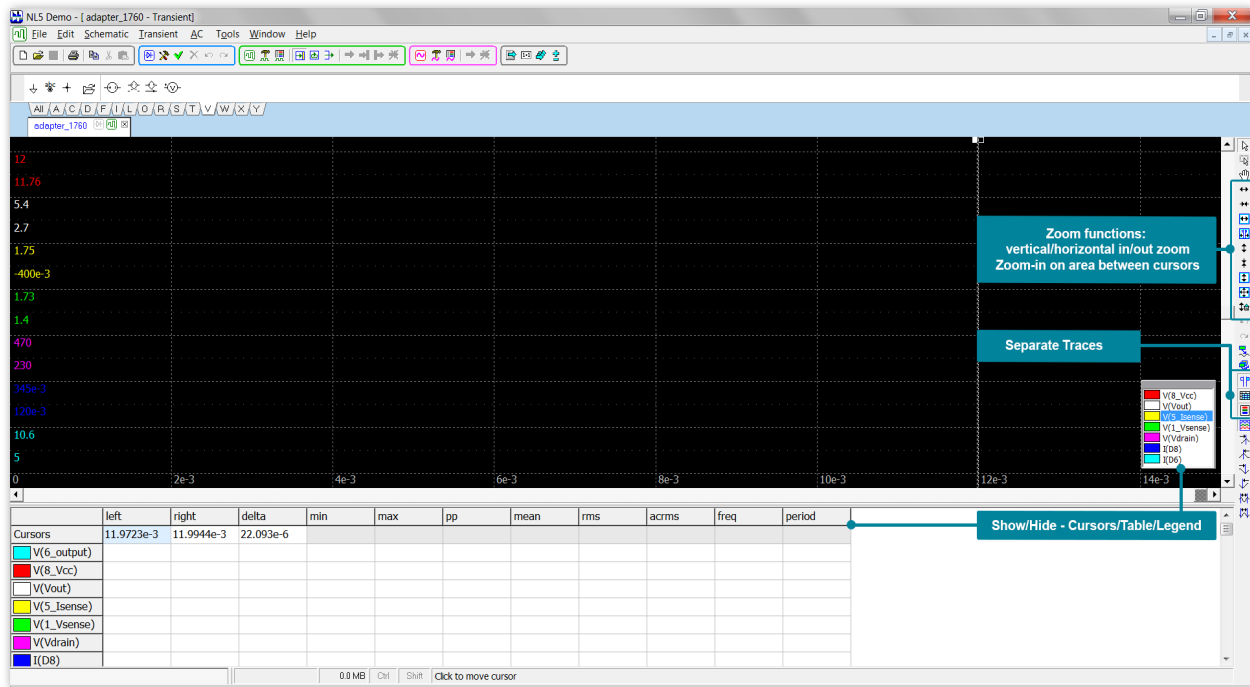 NL5 Demo - [ adapter_1760 - Transient]
File Edit Schematic Transient AC Tools Window Help
All A C D F I L O R S T V W X Y
adapter_1760
12
11.76
5.4
2.7
1.75
-400e-3
1.73
1.4
470
230
345e-3
120e-3
10.6
5
0 2e-3 4e-3 6e-3 8e-3 10e-3 12e-3 14e-3
Zoom functions:
vertical/horizontal in/out zoom
Zoom-in on area between cursors
Separate Traces
V(8_Vcc)
V(Vout)
V(5_Isense)
V(1_Vsense)
V(Vdrain)
I(D8)
I(D6)
Show/Hide - Cursors/Table/Legend
left right delta min max pp mean rms acrms freq period
Cursors 11.9723e-3 11.9944e-3 22.093e-6
V(6_output)
V(8_Vcc)
V(Vout)
V(5_Isense)
V(1_Vsense)
V(Vdrain)
I(D8)
0.0 MB Ctrl Shift Click to move cursor